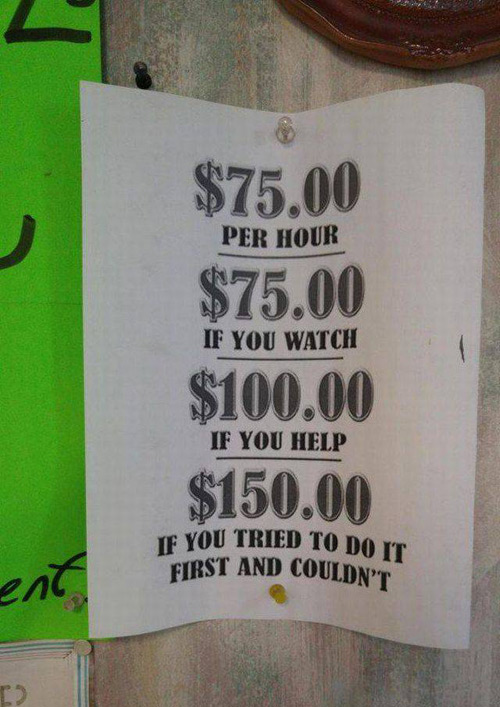 $75.00
PER HOUR
$75.00
IF YOU WATCH
$100.00
IF YOU HELP
$150.00
IF YOU TRIED TO DO IT
FIRST AND COULDN'T
ent